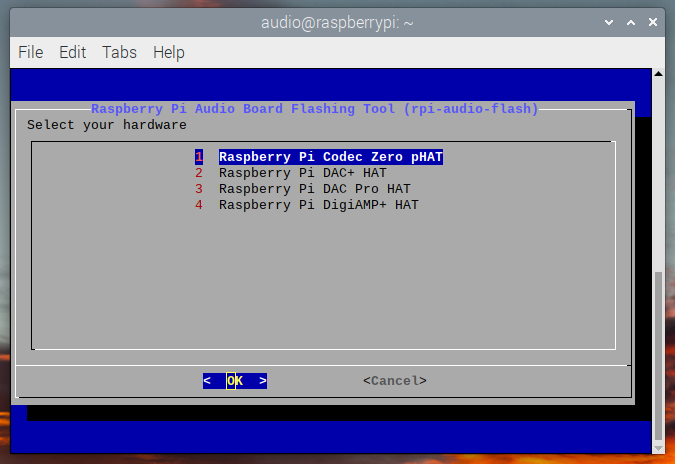 audio@raspberrypi: ~
File Edit Tabs Help
Raspberry Pi Audio Board Flashing Tool (rpi-audio-flash)
Select your hardware
1 Raspberry Pi Codec Zero pHAT
2 Raspberry Pi DAC+ HAT
3 Raspberry Pi DAC Pro HAT
4 Raspberry Pi DigiAMP+ HAT
< OK > <Cancel>